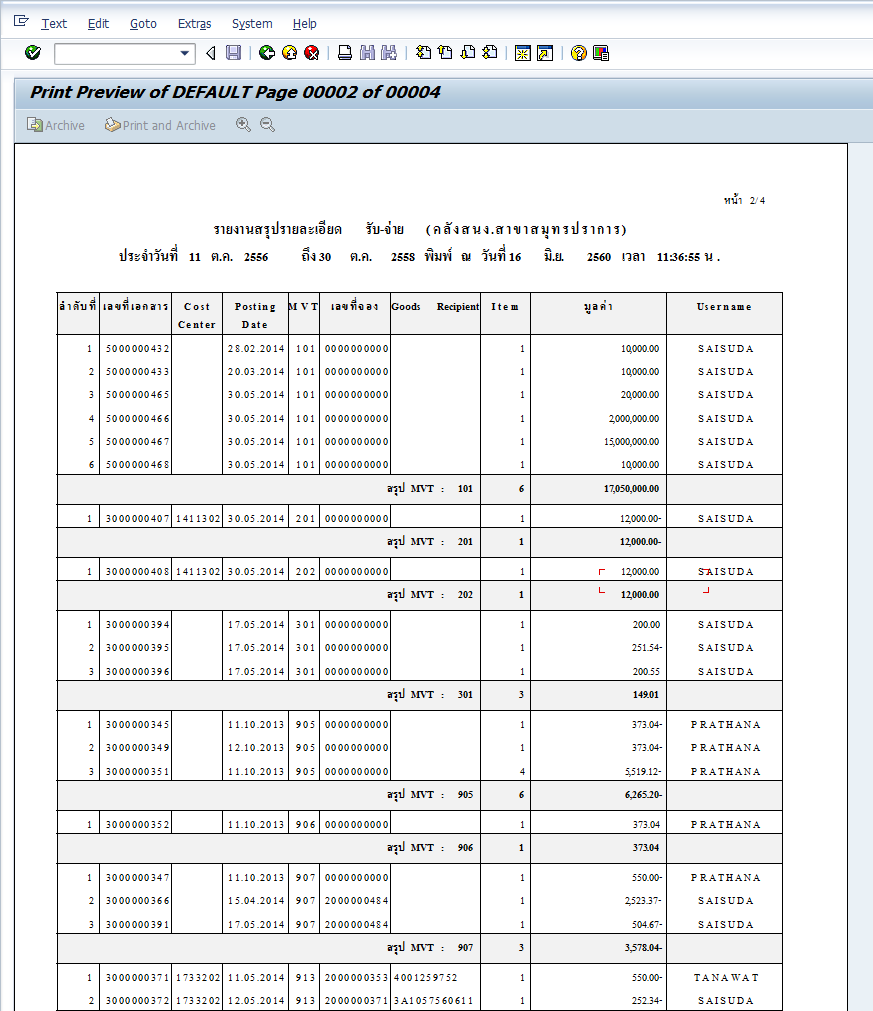 Text Edit Goto Extras System Help
Print Preview of DEFAULT Page 00002 of 00004
Archive Print and Archive
หน้า 2/4
รายงานสรุปรายละเอียด รับ-จ่าย (คลังสนง.สาขาสมุทรปราการ)
ประจำวันที่ 11 ต.ค. 2556 ถึง 30 ต.ค. 2558 พิมพ์ ณ วันที่ 16 มิ.ย. 2560 เวลา 11:36:55 น.
ลำดับที่ เลขที่เอกสาร Cost Posting MVT เลขที่จอง Goods Recipient Item มูลค่า Username
Center Date
1 5000000432 28.02.2014 101 0000000000 1 10,000.00 SAISUDA
2 5000000433 20.03.2014 101 0000000000 1 10,000.00 SAISUDA
3 5000000465 30.05.2014 101 0000000000 1 20,000.00 SAISUDA
4 5000000466 30.05.2014 101 0000000000 1 2,000,000.00 SAISUDA
5 5000000467 30.05.2014 101 0000000000 1 15,000,000.00 SAISUDA
6 5000000468 30.05.2014 101 0000000000 1 10,000.00 SAISUDA
สรุป MVT : 101 6 17,050,000.00
1 3000000407 1411302 30.05.2014 201 0000000000 1 12,000.00- SAISUDA
สรุป MVT : 201 1 12,000.00-
1 3000000408 1411302 30.05.2014 202 0000000000 1 12,000.00 SAISUDA
สรุป MVT : 202 1 12,000.00
1 3000000394 17.05.2014 301 0000000000 1 200.00 SAISUDA
2 3000000395 17.05.2014 301 0000000000 1 251.54- SAISUDA
3 3000000396 17.05.2014 301 0000000000 1 200.55 SAISUDA
สรุป MVT : 301 3 149.01
1 3000000345 11.10.2013 905 0000000000 1 373.04- PRATHANA
2 3000000349 12.10.2013 905 0000000000 1 373.04- PRATHANA
3 3000000351 11.10.2013 905 0000000000 4 5,519.12- PRATHANA
สรุป MVT : 905 6 6,265.20-
1 3000000352 11.10.2013 906 0000000000 1 373.04 PRATHANA
สรุป MVT : 906 1 373.04
1 3000000347 11.10.2013 907 0000000000 1 550.00- PRATHANA
2 3000000366 15.04.2014 907 2000000484 1 2,523.37- SAISUDA
3 3000000391 17.05.2014 907 2000000484 1 504.67- SAISUDA
สรุป MVT : 907 3 3,578.04-
1 3000000371 1733202 11.05.2014 913 2000000353 4001259752 1 550.00- TANAWAT
2 3000000372 1733202 12.05.2014 913 2000000371 3A1057560611 1 252.34- SAISUDA